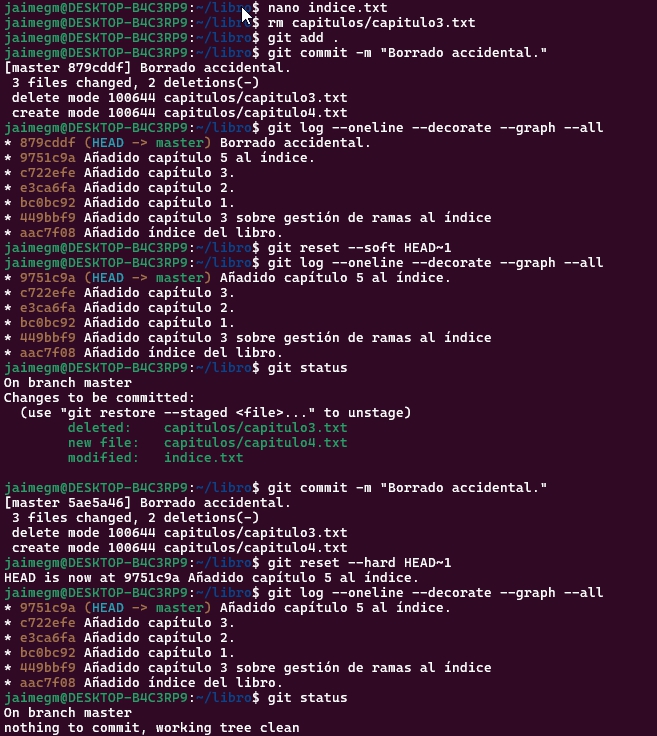 jaimegm@DESKTOP-B4C3RP9:~/libro$ nano indice.txt
jaimegm@DESKTOP-B4C3RP9:~/libro$ rm capitulos/capitulo3.txt
jaimegm@DESKTOP-B4C3RP9:~/libro$ git add .
jaimegm@DESKTOP-B4C3RP9:~/libro$ git commit -m "Borrado accidental."
[master 879cddf] Borrado accidental.
 3 files changed, 2 deletions(-)
 delete mode 100644 capitulos/capitulo3.txt
 create mode 100644 capitulos/capitulo4.txt
jaimegm@DESKTOP-B4C3RP9:~/libro$ git log --oneline --decorate --graph --all
* 879cddf (HEAD -> master) Borrado accidental.
* 9751c9a Añadido capítulo 5 al índice.
* c722efe Añadido capítulo 3.
* e3ca6fa Añadido capítulo 2.
* bc0bc92 Añadido capítulo 1.
* 449bbf9 Añadido capítulo 3 sobre gestión de ramas al índice
* aac7f08 Añadido índice del libro.
jaimegm@DESKTOP-B4C3RP9:~/libro$ git reset --soft HEAD~1
jaimegm@DESKTOP-B4C3RP9:~/libro$ git log --oneline --decorate --graph --all
* 9751c9a (HEAD -> master) Añadido capítulo 5 al índice.
* c722efe Añadido capítulo 3.
* e3ca6fa Añadido capítulo 2.
* bc0bc92 Añadido capítulo 1.
* 449bbf9 Añadido capítulo 3 sobre gestión de ramas al índice
* aac7f08 Añadido índice del libro.
jaimegm@DESKTOP-B4C3RP9:~/libro$ git status
On branch master
Changes to be committed:
  (use "git restore --staged <file>..." to unstage)
        deleted:    capitulos/capitulo3.txt
        new file:   capitulos/capitulo4.txt
        modified:   indice.txt

jaimegm@DESKTOP-B4C3RP9:~/libro$ git commit -m "Borrado accidental."
[master 5ae5a46] Borrado accidental.
 3 files changed, 2 deletions(-)
 delete mode 100644 capitulos/capitulo3.txt
 create mode 100644 capitulos/capitulo4.txt
jaimegm@DESKTOP-B4C3RP9:~/libro$ git reset --hard HEAD~1
HEAD is now at 9751c9a Añadido capítulo 5 al índice.
jaimegm@DESKTOP-B4C3RP9:~/libro$ git log --oneline --decorate --graph --all
* 9751c9a (HEAD -> master) Añadido capítulo 5 al índice.
* c722efe Añadido capítulo 3.
* e3ca6fa Añadido capítulo 2.
* bc0bc92 Añadido capítulo 1.
* 449bbf9 Añadido capítulo 3 sobre gestión de ramas al índice
* aac7f08 Añadido índice del libro.
jaimegm@DESKTOP-B4C3RP9:~/libro$ git status
On branch master
nothing to commit, working tree clean